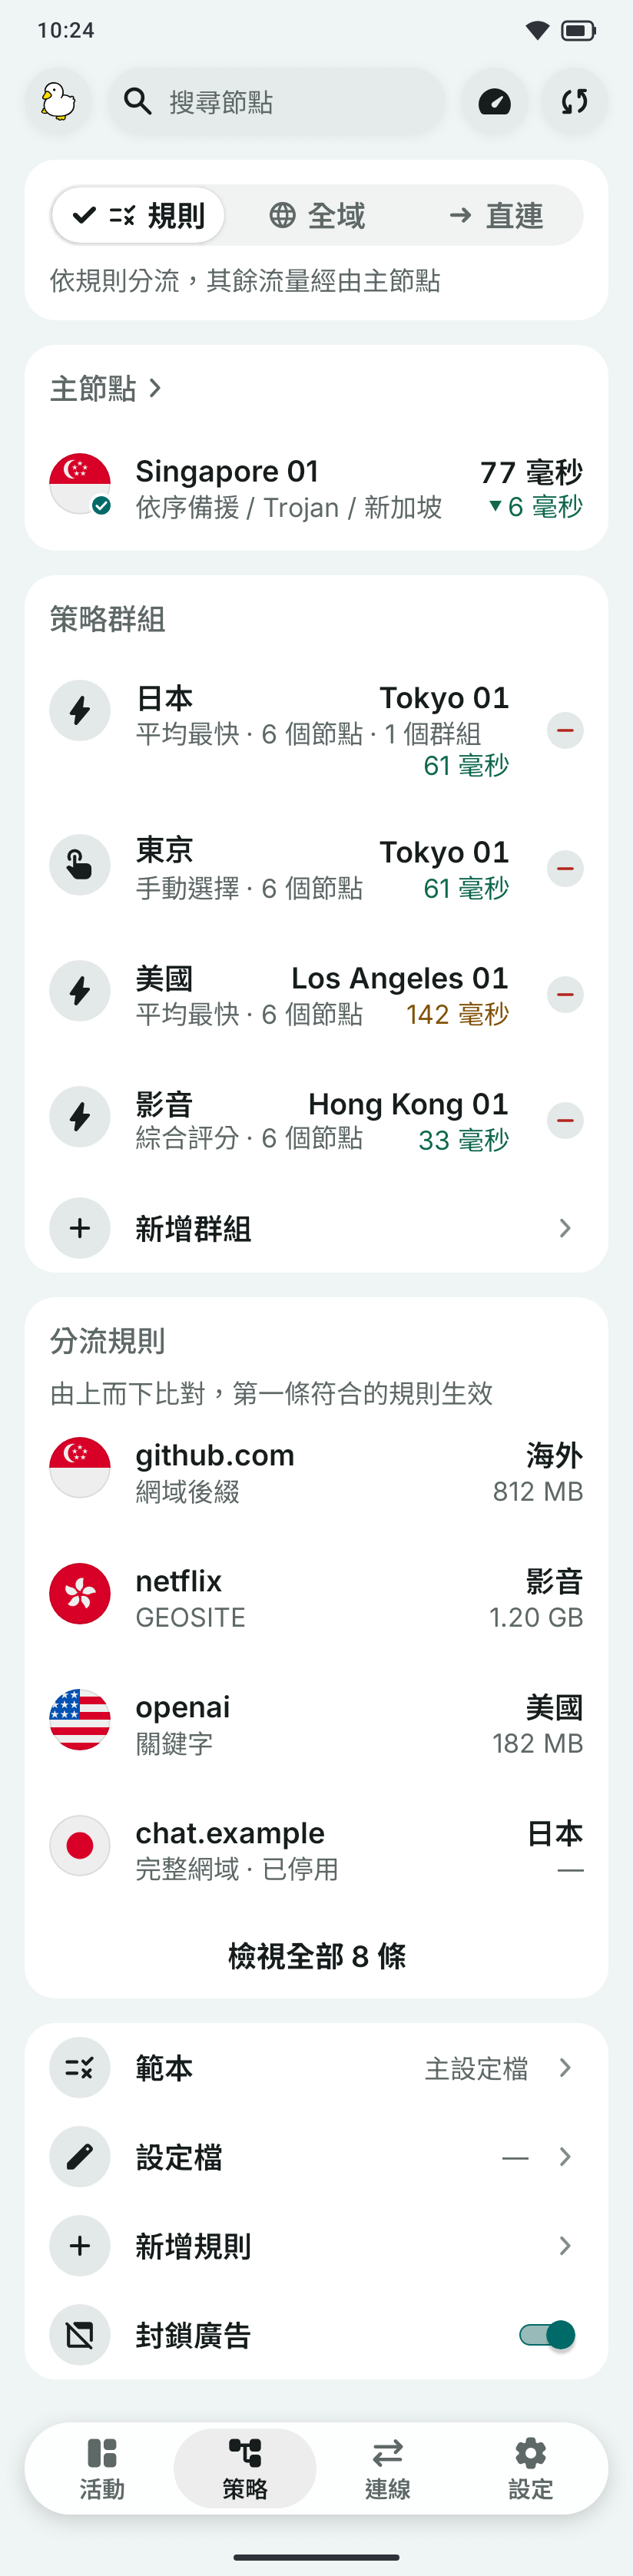 10:24
搜尋節點
規則
全域
直連
依規則分流，其餘流量經由主節點
主節點
Singapore 01
77 毫秒
依序備援 / Trojan / 新加坡
▼6 毫秒
策略群組
日本
Tokyo 01
平均最快 · 6 個節點 · 1 個群組
61 毫秒
東京
Tokyo 01
手動選擇 · 6 個節點
61 毫秒
美國
Los Angeles 01
平均最快 · 6 個節點
142 毫秒
影音
Hong Kong 01
綜合評分 · 6 個節點
33 毫秒
新增群組
分流規則
由上而下比對，第一條符合的規則生效
github.com
海外
網域後綴
812 MB
netflix
影音
GEOSITE
1.20 GB
openai
美國
關鍵字
182 MB
chat.example
日本
完整網域 · 已停用
—
檢視全部 8 條
範本
主設定檔
設定檔
—
新增規則
封鎖廣告
活動
策略
連線
設定